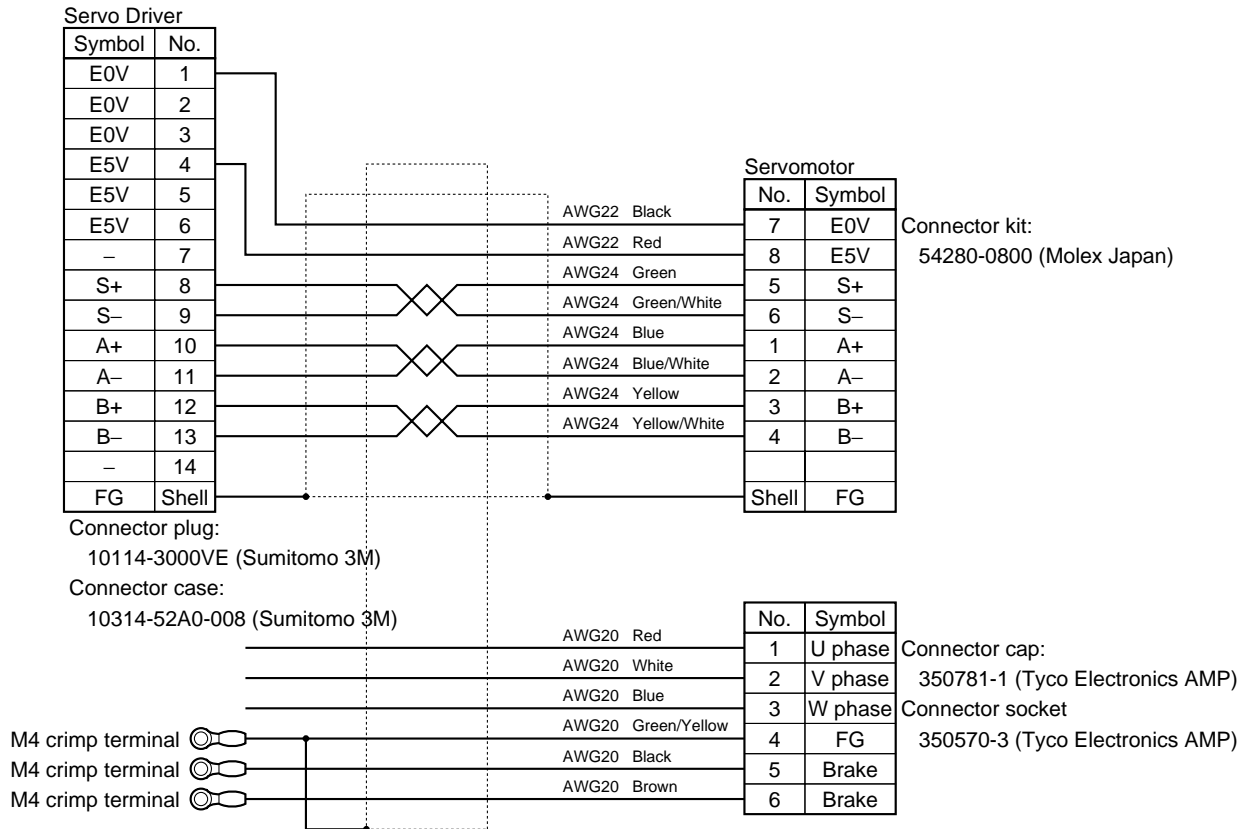 Servo Driver
Symbol No.
E0V 1
E0V 2
E0V 3
E5V 4
E5V 5
E5V 6
– 7
S+ 8
S– 9
A+ 10
A– 11
B+ 12
B– 13
– 14
FG Shell
Connector plug:
10114-3000VE (Sumitomo 3M)
Connector case:
10314-52A0-008 (Sumitomo 3M)
AWG22 Black
AWG22 Red
AWG24 Green
AWG24 Green/White
AWG24 Blue
AWG24 Blue/White
AWG24 Yellow
AWG24 Yellow/White
Servomotor
No. Symbol
7 E0V
8 E5V
5 S+
6 S–
1 A+
2 A–
3 B+
4 B–
Shell FG
Connector kit:
54280-0800 (Molex Japan)
M4 crimp terminal
M4 crimp terminal
M4 crimp terminal
AWG20 Red
AWG20 White
AWG20 Blue
AWG20 Green/Yellow
AWG20 Black
AWG20 Brown
No. Symbol
1 U phase
2 V phase
3 W phase
4 FG
5 Brake
6 Brake
Connector cap:
350781-1 (Tyco Electronics AMP)
Connector socket
350570-3 (Tyco Electronics AMP)